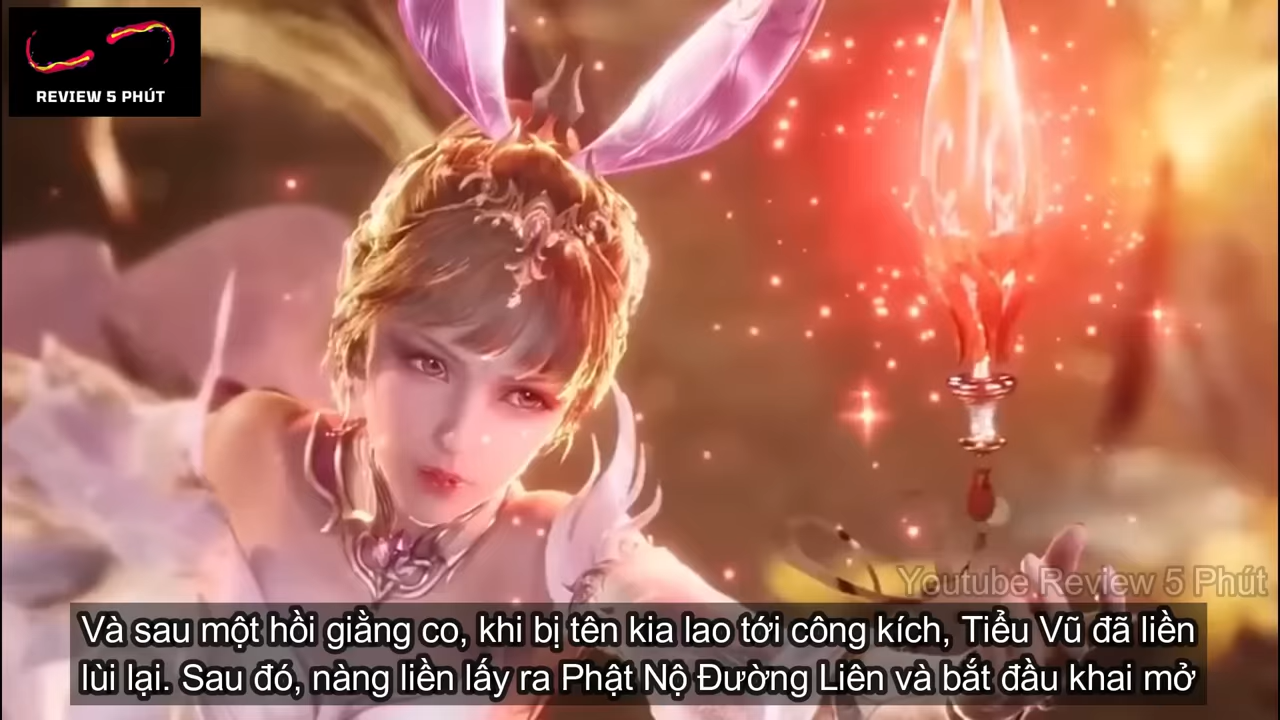 REVIEW 5 PHÚT
Youtube Review 5 Phút
Và sau một hồi giằng co, khi bị tên kia lao tới công kích, Tiểu Vũ đã liền
lùi lại. Sau đó, nàng liền lấy ra Phật Nộ Đường Liên và bắt đầu khai mở